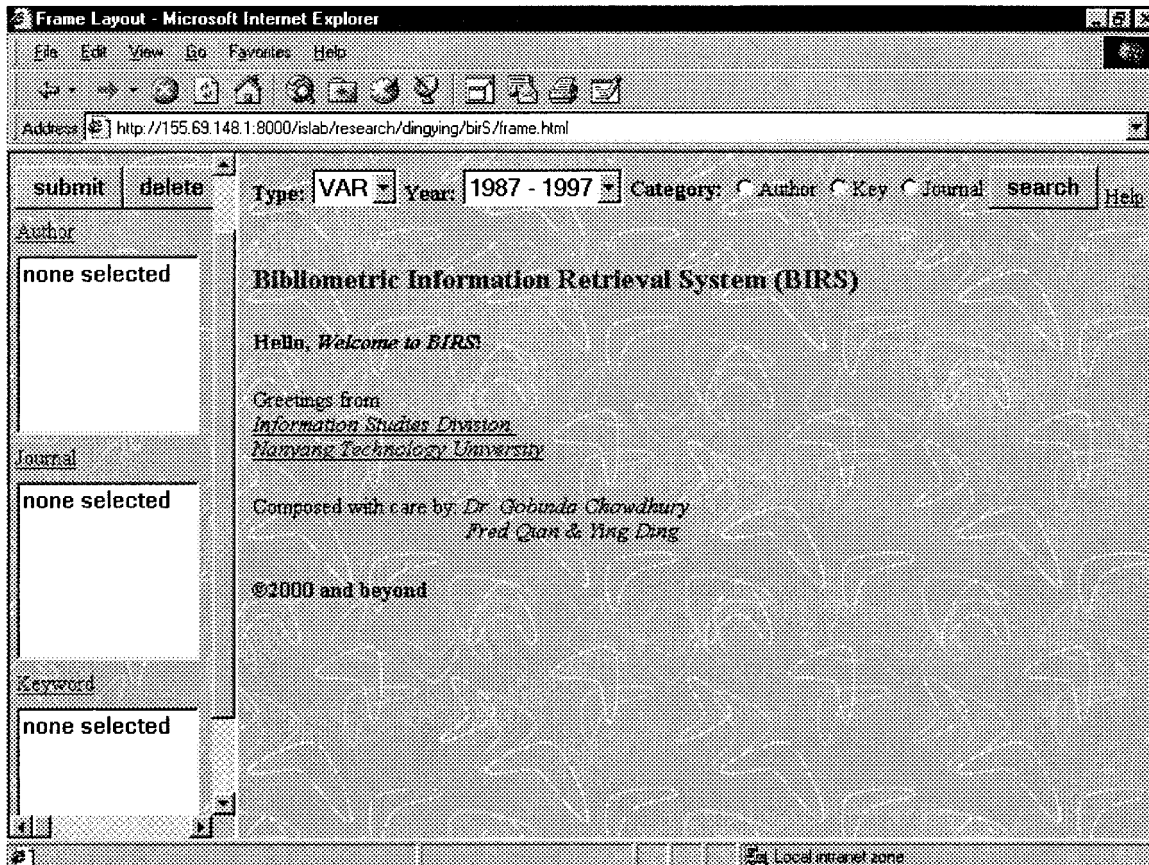 Frame Layout - Microsoft Internet Explorer
File Edit View Go Favorites Help
Address http://155.69.148.1:8000/islab/research/dingying/birS/frame.html
submit delete
Type: VAR Year: 1987 - 1997 Category: Author Key Journal search Help
Author
none selected
Journal
none selected
Keyword
none selected
Bibliometric Information Retrieval System (BIRS)
Hello, Welcome to BIRS!
Greetings from
Information Studies Division
Nanyang Technology University
Composed with care by: Dr. Gobinda Chowdhury
Fred Qian & Ying Ding
©2000 and beyond
Local intranet zone